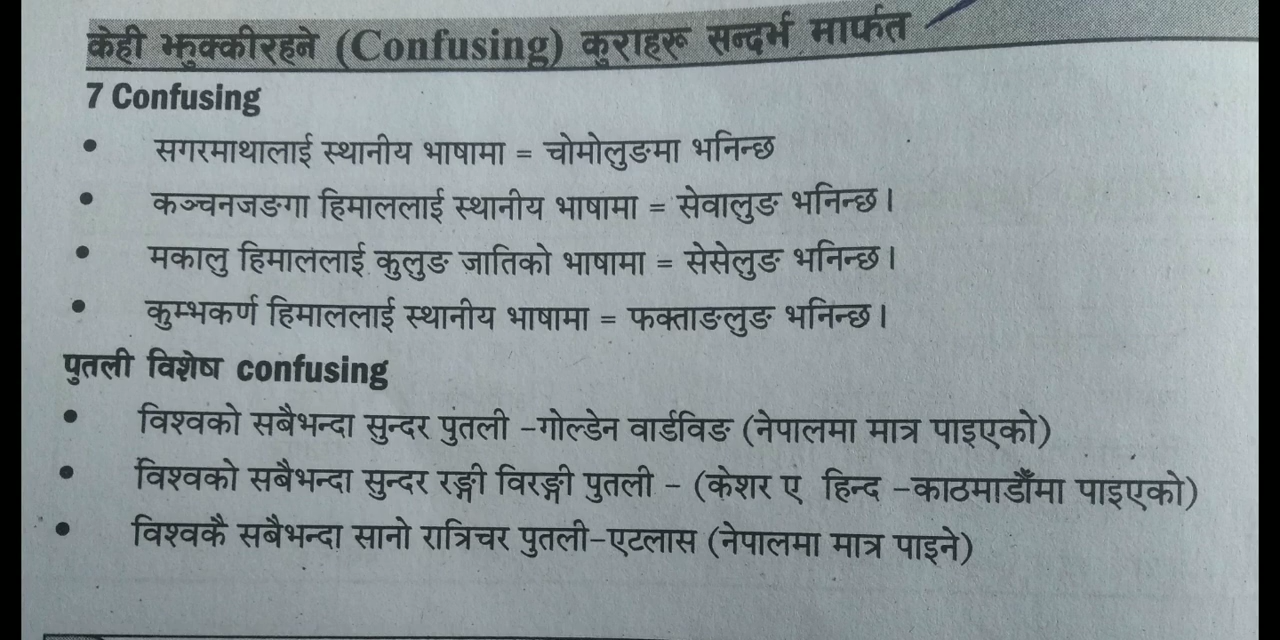 केही झुक्कीरहने (Confusing) कुराहरू सन्दर्भ मार्फत
7 Confusing
• सगरमाथालाई स्थानीय भाषामा = चोमोलुङमा भनिन्छ
• कञ्चनजङगा हिमाललाई स्थानीय भाषामा = सेवालुङ भनिन्छ।
• मकालु हिमाललाई कुलुङ जातिको भाषामा = सेसेलुङ भनिन्छ।
• कुम्भकर्ण हिमाललाई स्थानीय भाषामा = फक्ताङलुङ भनिन्छ।
पुतली विशेष confusing
• विश्वको सबैभन्दा सुन्दर पुतली –गोल्डेन वार्डविङ (नेपालमा मात्र पाइएको)
• विश्वको सबैभन्दा सुन्दर रङ्गी विरङ्गी पुतली – (केशर ए हिन्द –काठमाडौँमा पाइएको)
• विश्वकै सबैभन्दा सानो रात्रिचर पुतली–एटलास (नेपालमा मात्र पाइने)